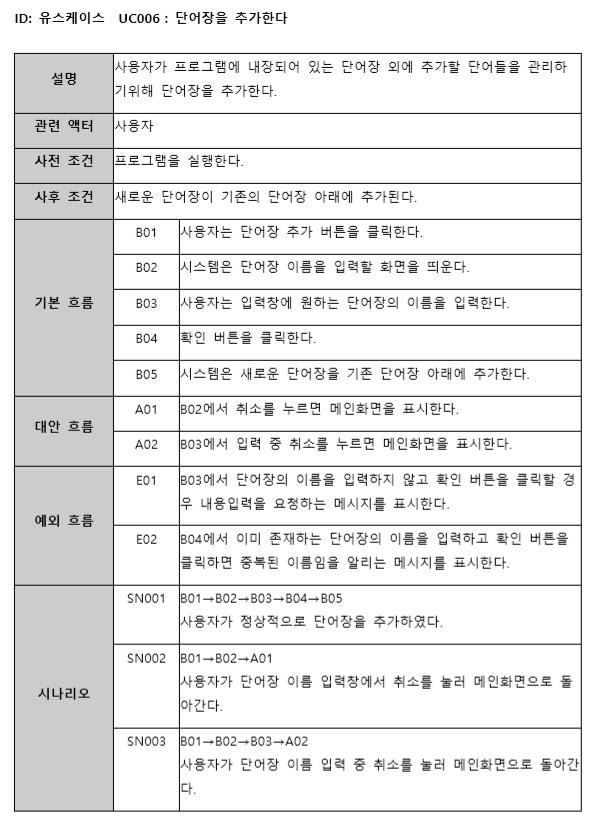 ID: 유스케이스 UC006 : 단어장을 추가한다
설명
사용자가 프로그램에 내장되어 있는 단어장 외에 추가할 단어들을 관리하
기위해 단어장을 추가한다.
관련 액터
사용자
사전 조건
프로그램을 실행한다.
사후 조건
새로운 단어장이 기존의 단어장 아래에 추가된다.
기본 흐름
B01
사용자는 단어장 추가 버튼을 클릭한다.
B02
시스템은 단어장 이름을 입력할 화면을 띄운다.
B03
사용자는 입력창에 원하는 단어장의 이름을 입력한다.
B04
확인 버튼을 클릭한다.
B05
시스템은 새로운 단어장을 기존 단어장 아래에 추가한다.
대안 흐름
A01
B02에서 취소를 누르면 메인화면을 표시한다.
A02
B03에서 입력 중 취소를 누르면 메인화면을 표시한다.
예외 흐름
E01
B03에서 단어장의 이름을 입력하지 않고 확인 버튼을 클릭할 경
우 내용입력을 요청하는 메시지를 표시한다.
E02
B04에서 이미 존재하는 단어장의 이름을 입력하고 확인 버튼을
클릭하면 중복된 이름임을 알리는 메시지를 표시한다.
시나리오
SN001
B01→B02→B03→B04→B05
사용자가 정상적으로 단어장을 추가하였다.
SN002
B01→B02→A01
사용자가 단어장 이름 입력창에서 취소를 눌러 메인화면으로 돌
아간다.
SN003
B01→B02→B03→A02
사용자가 단어장 이름 입력 중 취소를 눌러 메인화면으로 돌아간
다.